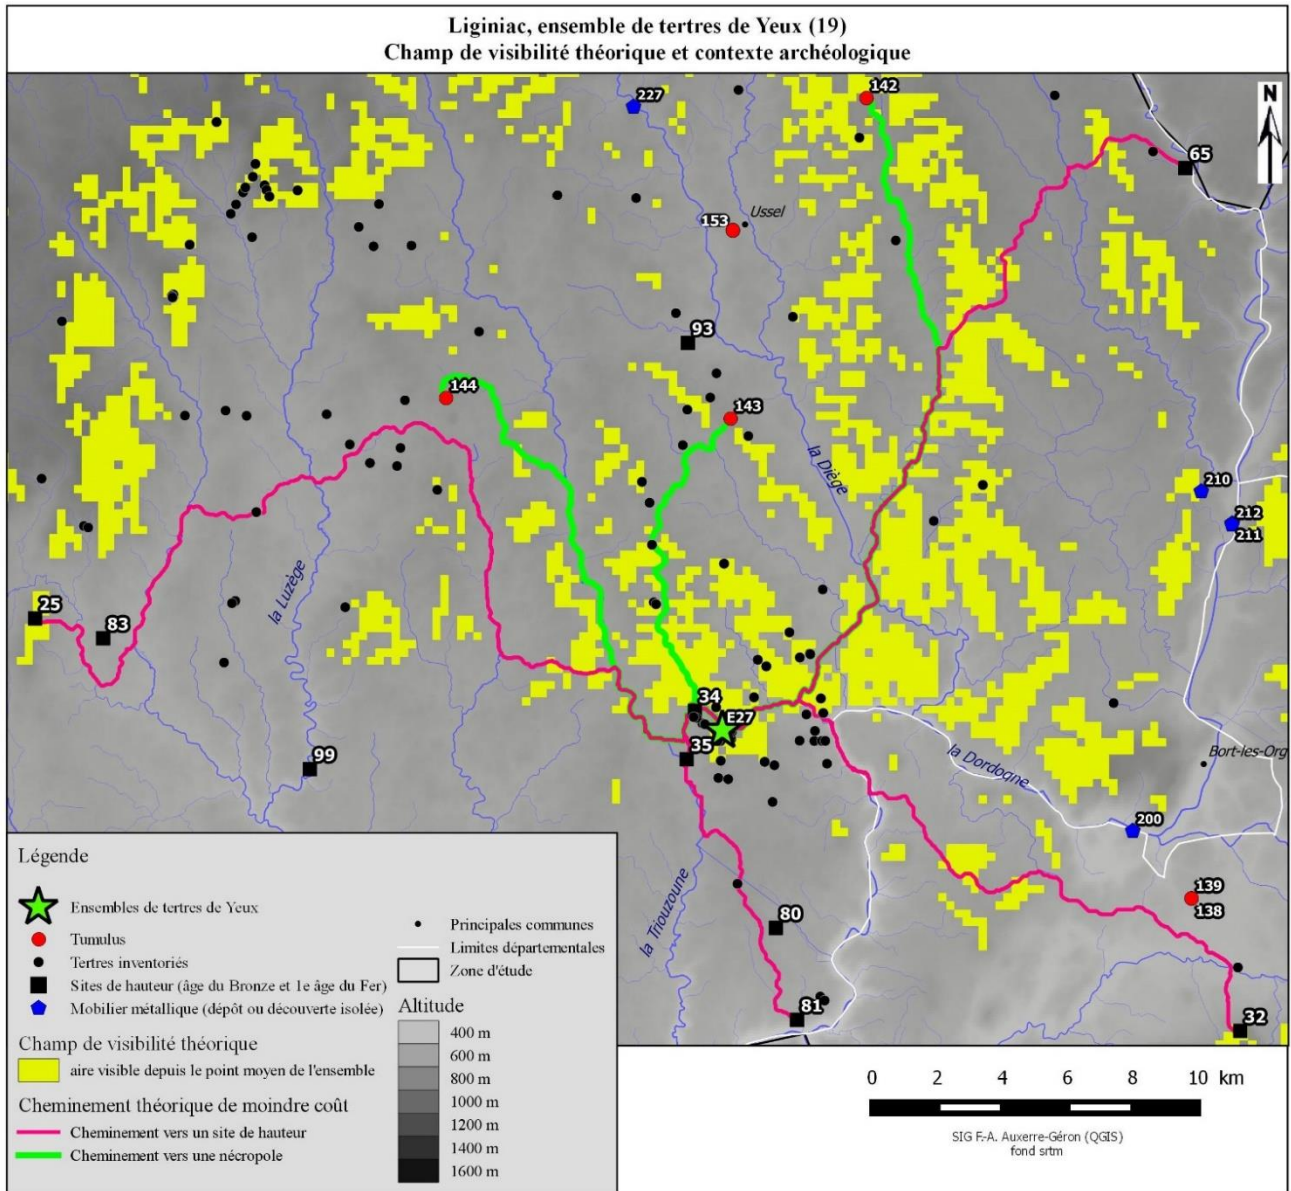 Liginiac, ensemble de tertres de Yeux (19)
Champ de visibilité théorique et contexte archéologique
N
227
142
65
153
Ussel
93
144
143
la Diège
210
212
211
la Luzège
25
83
34
E27
35
99
la Dordogne
Bort-les-Org
200
139
138
la Triouzoune
80
81
32
Légende
Ensembles de tertres de Yeux
Tumulus
Tertres inventoriés
Sites de hauteur (âge du Bronze et 1e âge du Fer)
Mobilier métallique (dépôt ou découverte isolée)
Champ de visibilité théorique
aire visible depuis le point moyen de l'ensemble
Cheminement théorique de moindre coût
Cheminement vers un site de hauteur
Cheminement vers une nécropole
Principales communes
Limites départementales
Zone d'étude
Altitude
400 m
600 m
800 m
1000 m
1200 m
1400 m
1600 m
0 2 4 6 8 10 km
SIG F.-A. Auxerre-Géron (QGIS)
fond srtm